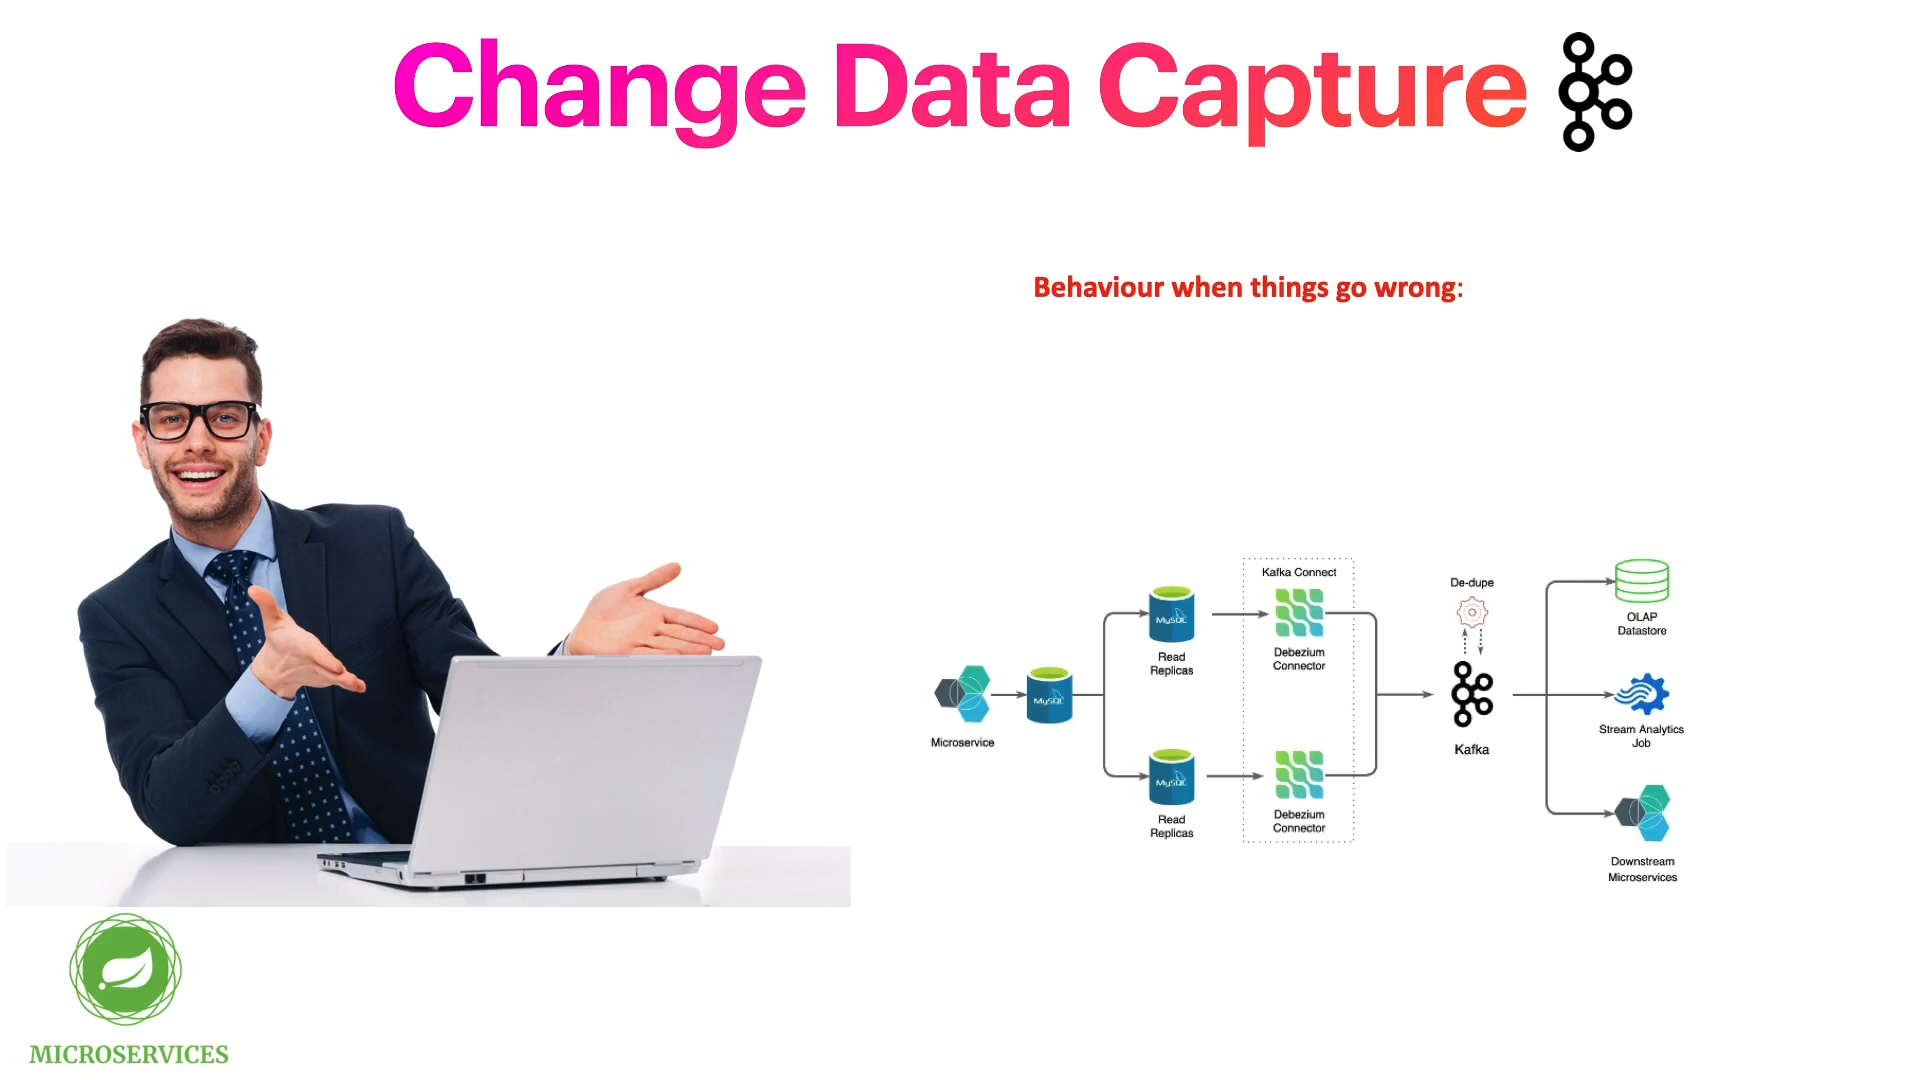 Change Data Capture
Behaviour when things go wrong:
Microservice
MySQL
MySQL
Read
Replicas
MySQL
Read
Replicas
Kafka Connect
Debezium
Connector
Debezium
Connector
De-dupe
Kafka
OLAP
Datastore
Stream Analytics
Job
Downstream
Microservices
MICROSERVICES